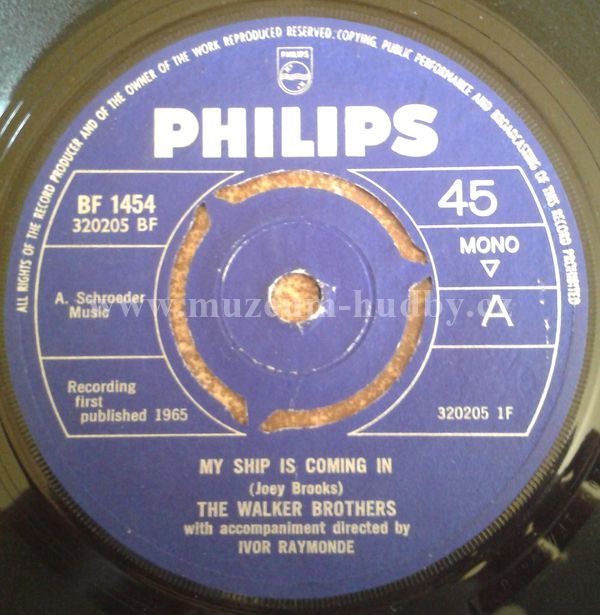 ALL RIGHTS OF THE RECORD PRODUCER AND OF THE OWNER OF THE WORK REPRODUCED RESERVED. COPYING, PUBLIC PERFORMANCE AND BROADCASTING OF THIS RECORD PROHIBITED
PHILIPS
PHILIPS
BF 1454
320205 BF
45
MONO
A. Schroeder
Music
A
www.muzeum-hudby.cz
Recording
first
published 1965
320205 1F
MY SHIP IS COMING IN
(Joey Brooks)
THE WALKER BROTHERS
with accompaniment directed by
IVOR RAYMONDE